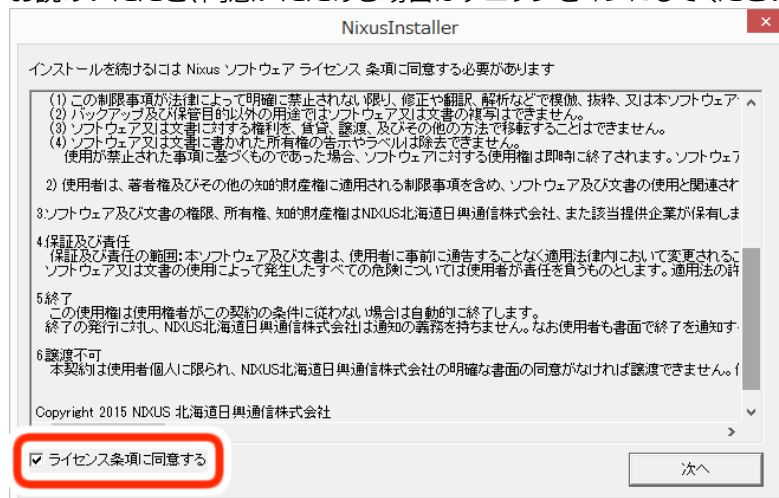 NixusInstaller
インストールを続けるには Nixus ソフトウェア ライセンス 条項に同意する必要があります
(1) この制限事項が法律によって明確に禁止されない限り、修正や翻訳、解析などで模倣、抜粋、又は本ソフトウェア
(2) バックアップ及び保管目的以外の用途ではソフトウェア又は文書の複写はできません。
(3) ソフトウェア又は文書に対する権利を、賃貸、譲渡、及びその他の方法で移転することはできません。
(4) ソフトウェア又は文書に書かれた所有権の告示やラベルは除去できません。
使用が禁止された事項に基づくものであった場合、ソフトウェアに対する使用権は即時に終了されます。ソフトウェア
2) 使用者は、著者権及びその他の知的財産権に適用される制限事項を含め、ソフトウェア及び文書の使用と関連され
3.ソフトウェア及び文書の権限、所有権、知的財産権はNIXUS北海道日興通信株式会社、また該当提供企業が保有しま
4.保証及び責任
保証及び責任の範囲: 本ソフトウェア及び文書は、使用者に事前に通告することなく適用法律内において変更されるこ
ソフトウェア又は文書の使用によって発生したすべての危険については使用者が責任を負うものとします。適用法の許
5.終了
この使用権は使用権者がこの契約の条件に従わない場合は自動的に終了します。
終了の発行に対し、NIXUS北海道日興通信株式会社は通知の義務を持ちません。なお使用者も書面で終了を通知す
6.譲渡不可
本契約は使用者個人に限られ、NIXUS北海道日興通信株式会社の明確な書面の同意がなければ譲渡できません。
Copyright 2015 NIXUS 北海道日興通信株式会社
ライセンス条項に同意する
次へ